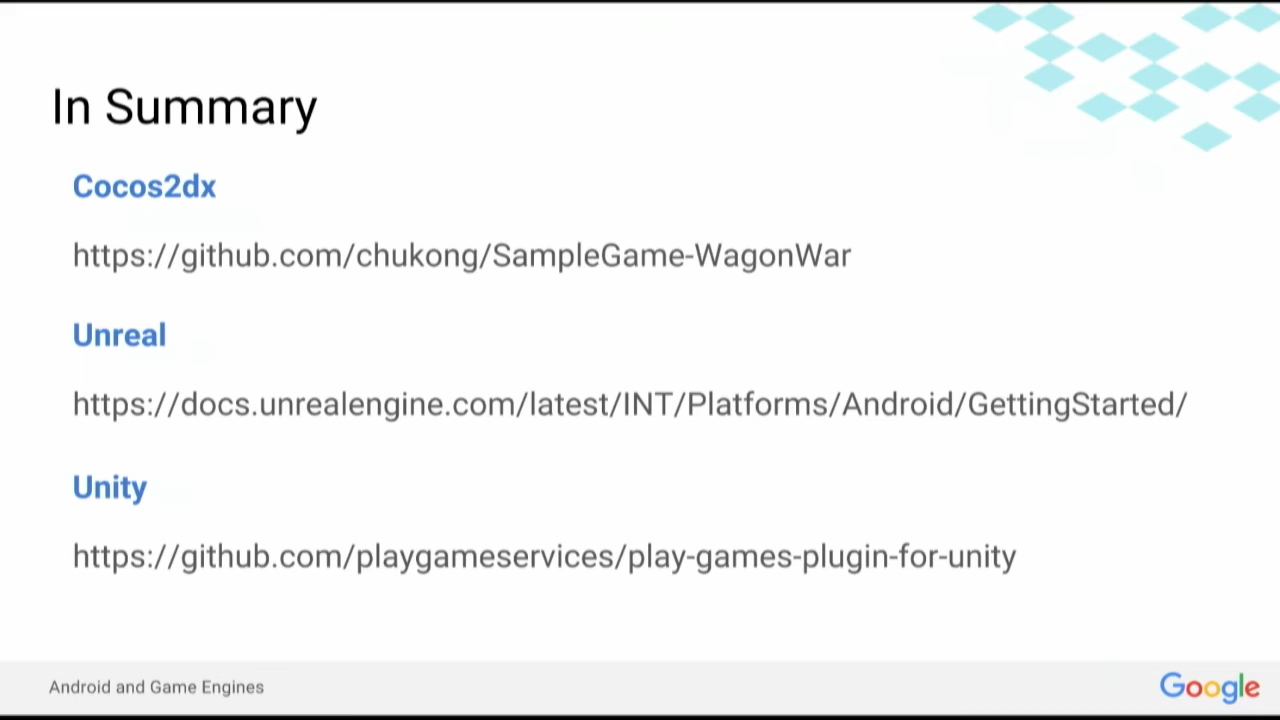 In Summary
Cocos2dx
https://github.com/chukong/SampleGame-WagonWar
Unreal
https://docs.unrealengine.com/latest/INT/Platforms/Android/GettingStarted/
Unity
https://github.com/playgameservices/play-games-plugin-for-unity
Android and Game Engines
Google